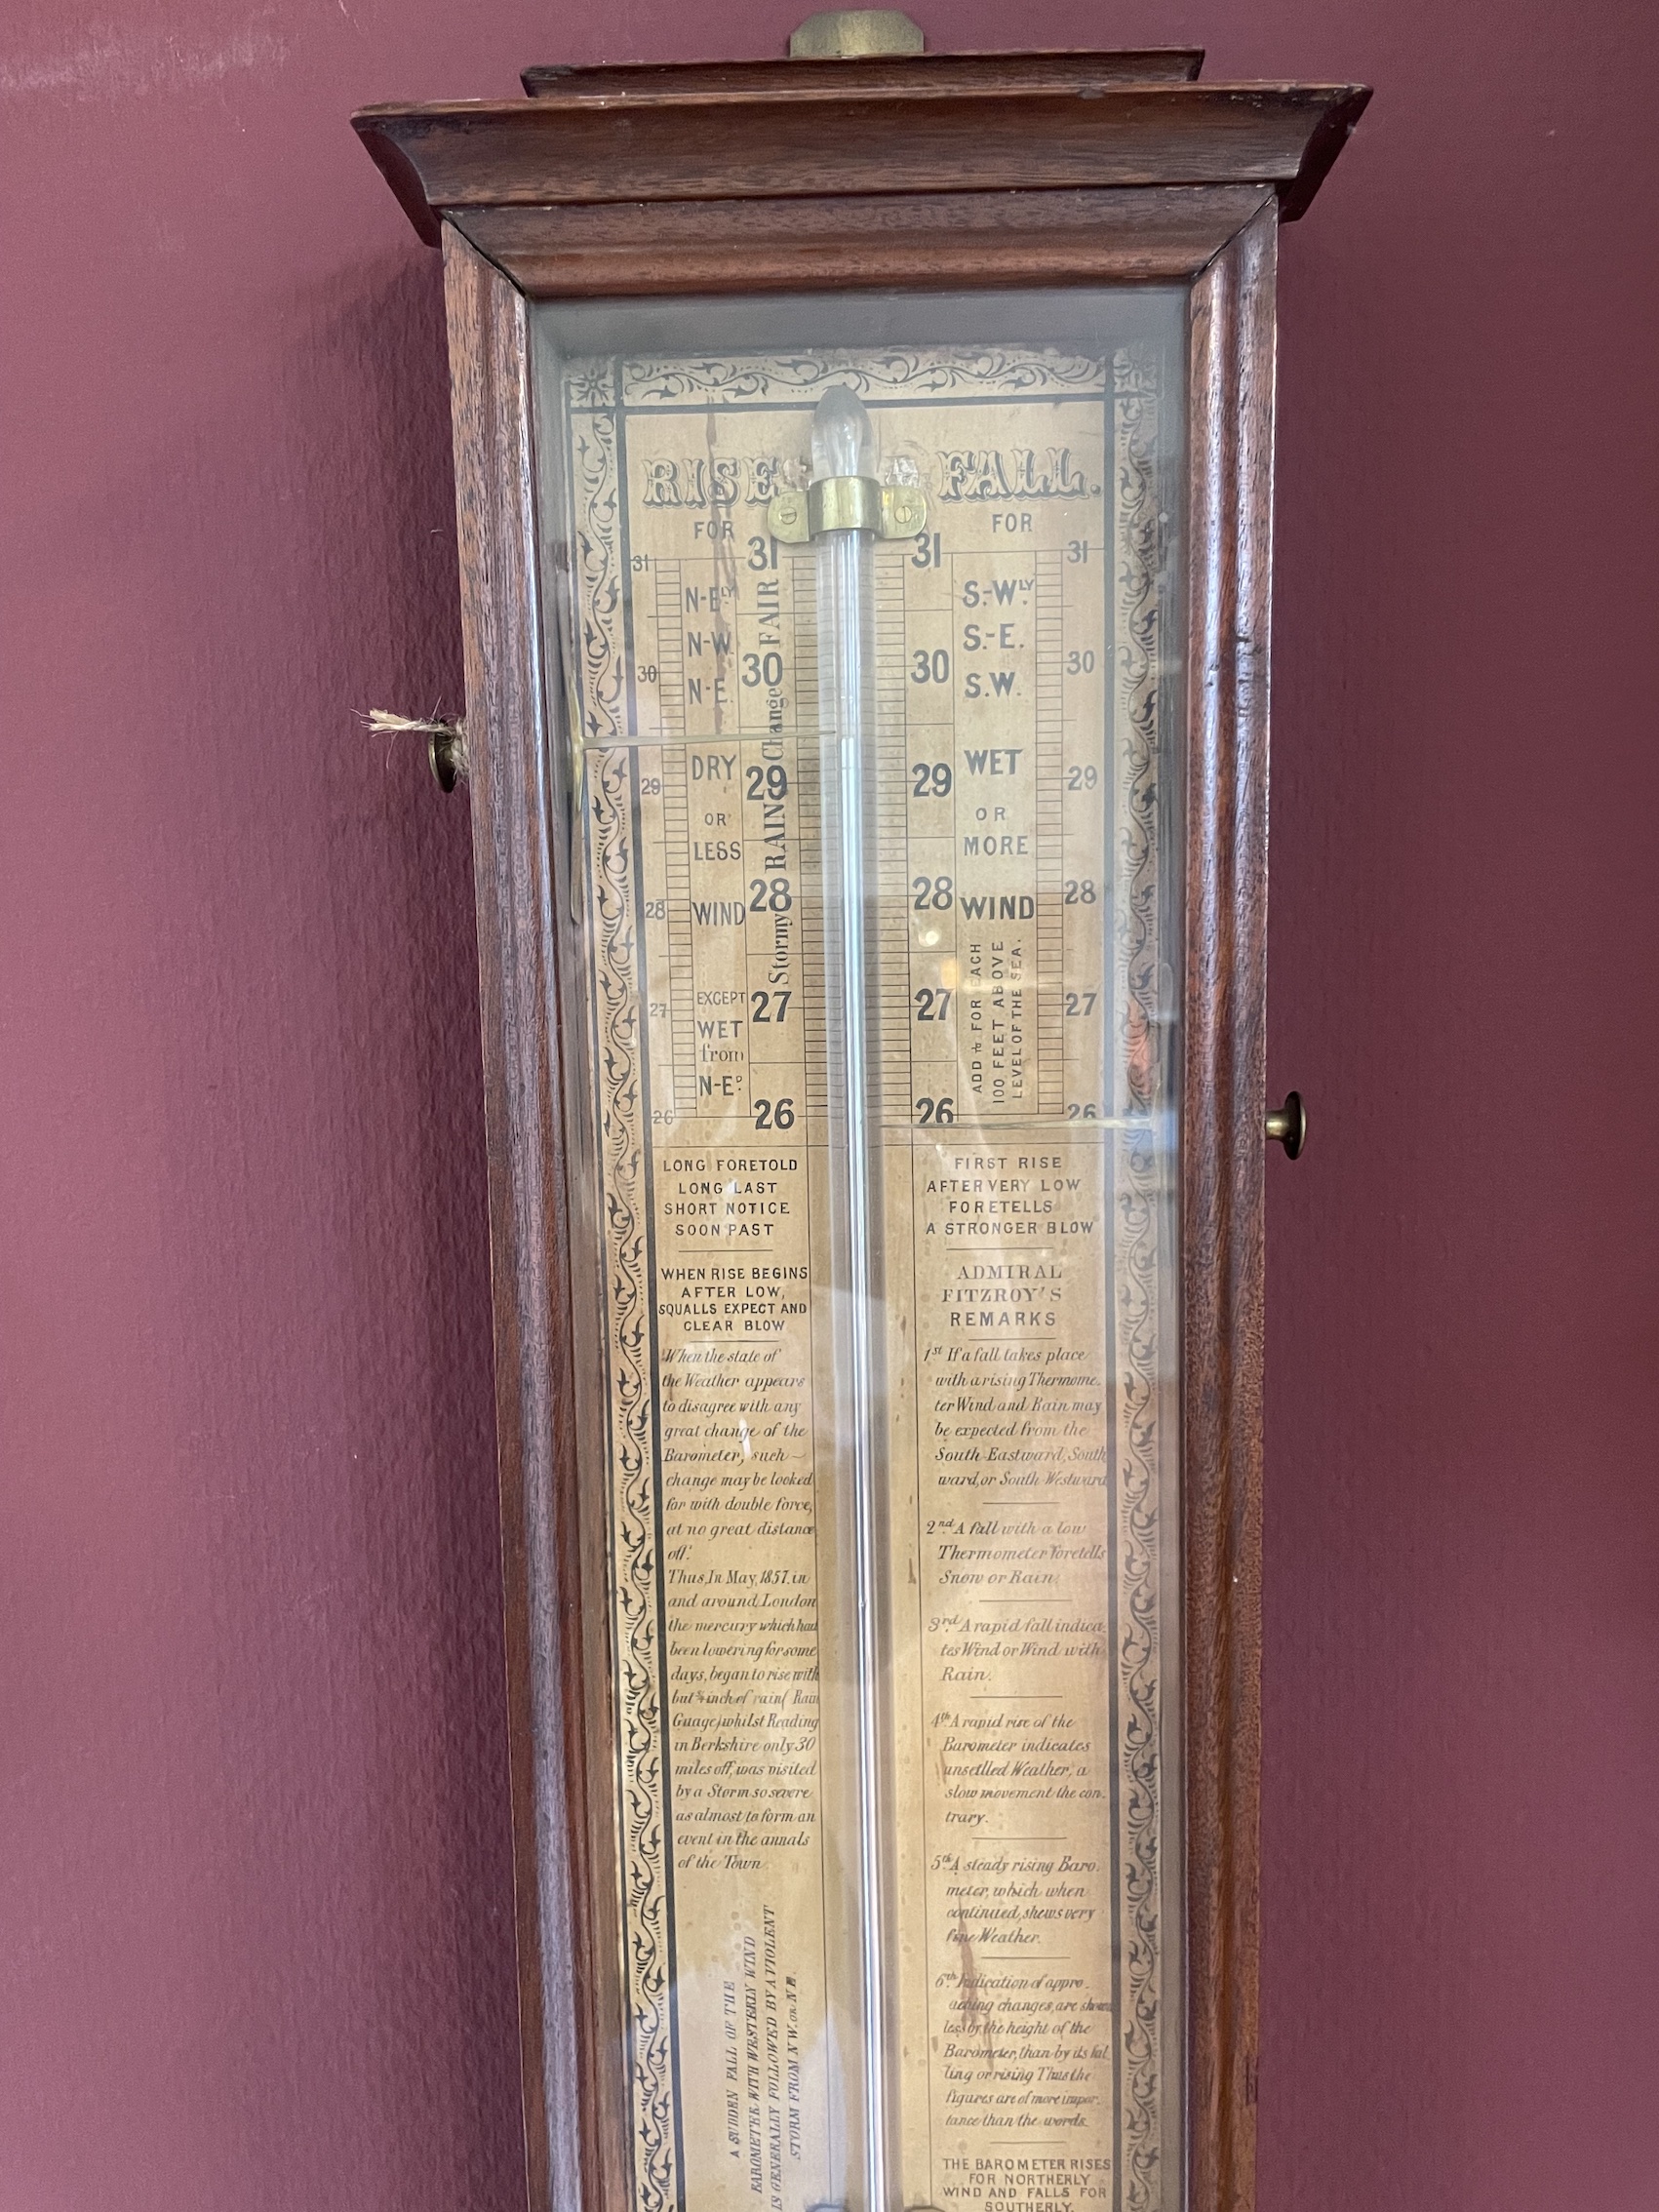 RISE FALL.
FOR FOR
31 31 31 31
N-E^LY FAIR S.-W^LY.
N-W. S.-E.
30 30 30 30
N-E. S.W.
Change
DRY WET
29 29 29 29
OR OR
LESS RAIN MORE
28 28 28 28
WIND WIND
Stormy
EXCEPT
27 27 27 27
WET
from
N-E^D.
26 26 26 26
ADD FOR EACH
100 FEET ABOVE
LEVEL OF THE SEA.
LONG FORETOLD
LONG LAST
SHORT NOTICE
SOON PAST
WHEN RISE BEGINS
AFTER LOW,
SQUALLS EXPECT AND
CLEAR BLOW
When the state of
the Weather appears
to disagree with any
great change of the
Barometer, such
change may be looked
for with double force,
at no great distance
off.
Thus, In May, 1857, in
and around, London
the mercury which had
been lowering for some
days, began to rise with
but ¾ inch of rain( Rain
Guage) whilst Reading
in Berkshire only 30
miles off, was visited
by a Storm so severe
as almost to form an
event in the annals
of the Town
A SUDDEN FALL OF THE
BAROMETER WITH WESTERLY WIND
IS GENERALLY FOLLOWED BY A VIOLENT
STORM FROM N W. or N E.
FIRST RISE
AFTER VERY LOW
FORETELLS
A STRONGER BLOW
ADMIRAL
FITZROY'S
REMARKS
1st If a fall takes place
with a rising Thermome-
ter Wind and Rain may
be expected from the
South-Eastward, South
ward, or South-Westward
2nd. A fall with a low
Thermometer foretells
Snow or Rain.
3rd. A rapid fall indica-
tes Wind or Wind with
Rain.
4th A rapid rise of the
Barometer indicates
unsetlled Weather, a
slow movement the con-
trary.
5th. A steady rising Baro-
meter, which when
continued, shews very
fine Weather.
6th. Indication of appro-
aching changes, are shewn
less by the height of the
Barometer, than by its fal-
ling or rising Thus the
figures are of more impor-
tance than the words.
THE BAROMETER RISES
FOR NORTHERLY
WIND AND FALLS FOR
SOUTHERLY.